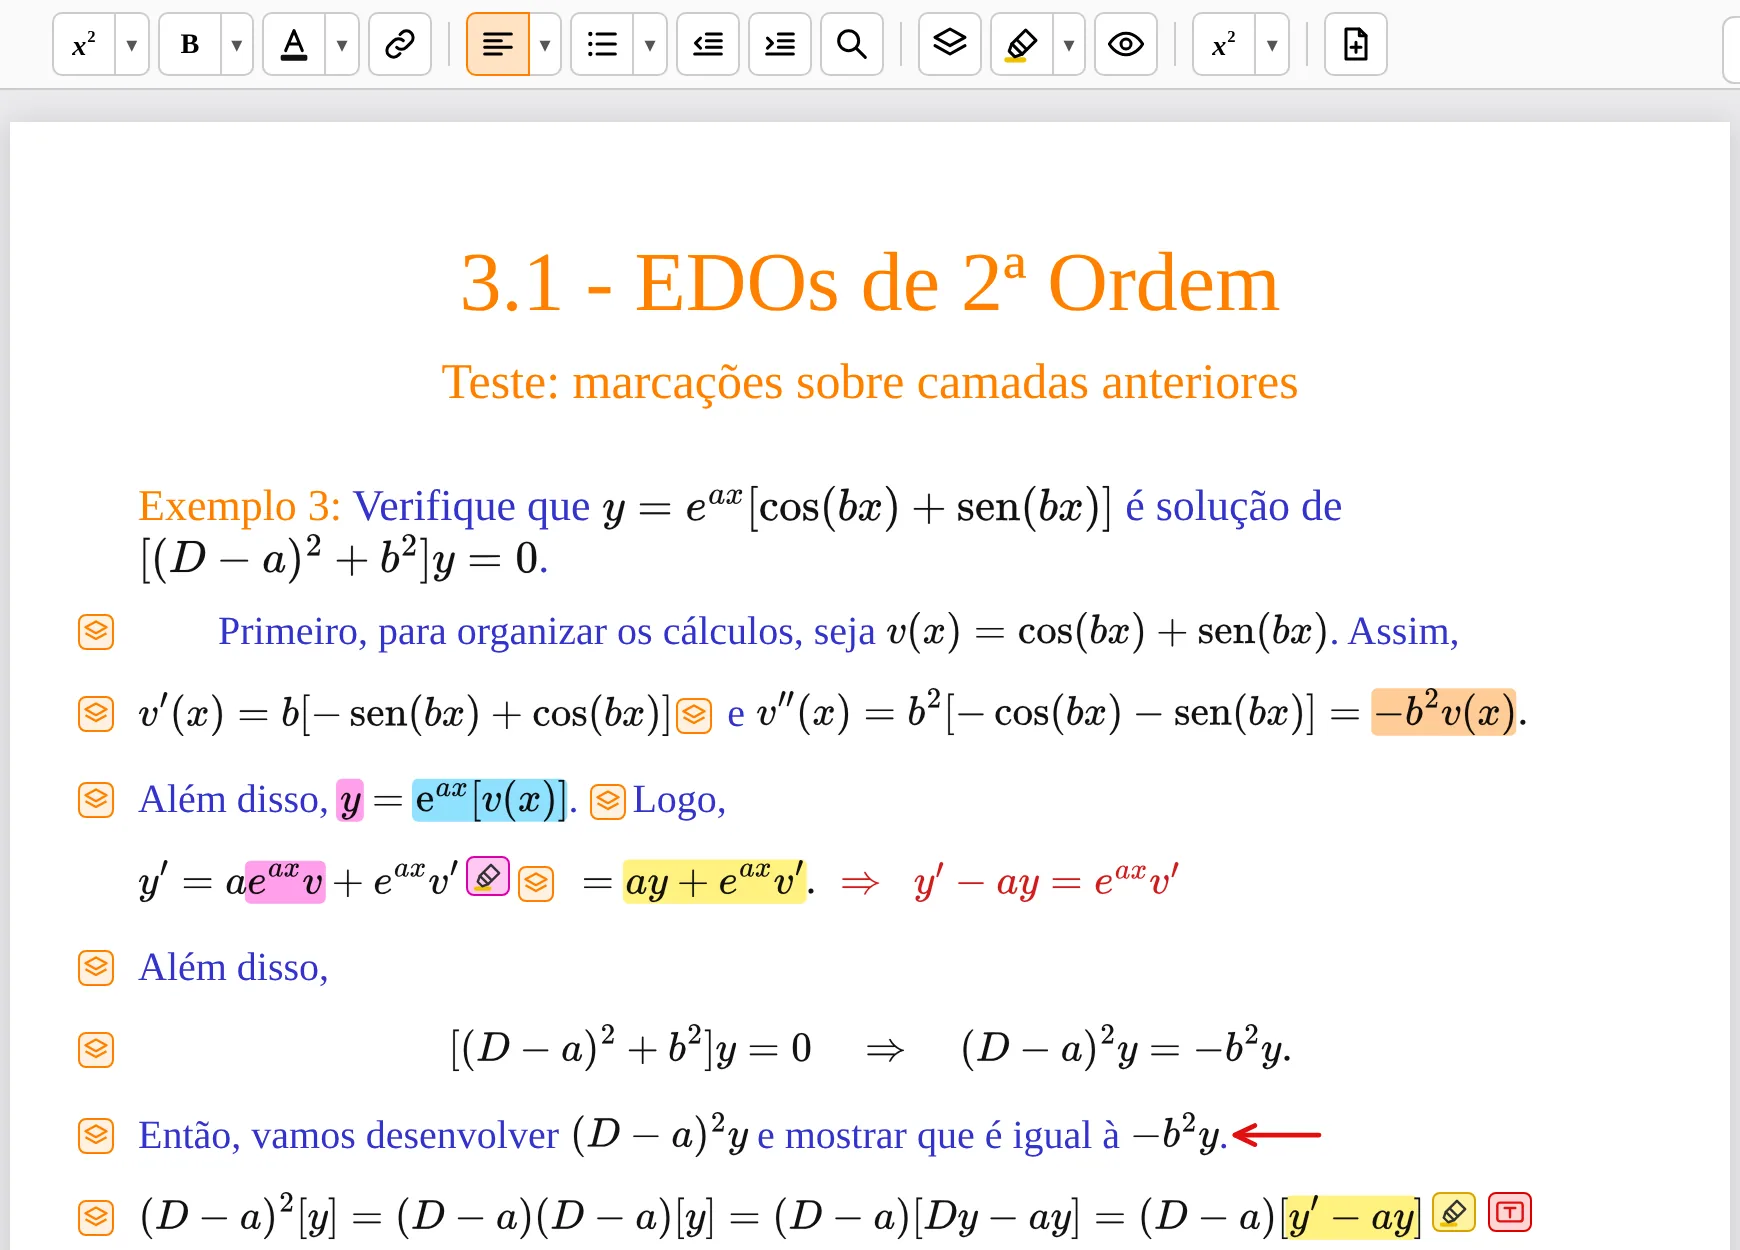 x² B A x²
3.1 - EDOs de 2ª Ordem
Teste: marcações sobre camadas anteriores
Exemplo 3: Verifique que y = e^{ax}[cos(bx) + sen(bx)] é solução de
[(D − a)² + b²]y = 0.
Primeiro, para organizar os cálculos, seja v(x) = cos(bx) + sen(bx). Assim,
v′(x) = b[− sen(bx) + cos(bx)] e v″(x) = b²[− cos(bx) − sen(bx)] = −b²v(x).
Além disso, y = e^{ax}[v(x)]. Logo,
y′ = ae^{ax}v + e^{ax}v′ = ay + e^{ax}v′. ⇒ y′ − ay = e^{ax}v′
Além disso,
[(D − a)² + b²]y = 0 ⇒ (D − a)²y = −b²y.
Então, vamos desenvolver (D − a)²y e mostrar que é igual à −b²y.
(D − a)²[y] = (D − a)(D − a)[y] = (D − a)[Dy − ay] = (D − a)[y′ − ay] T